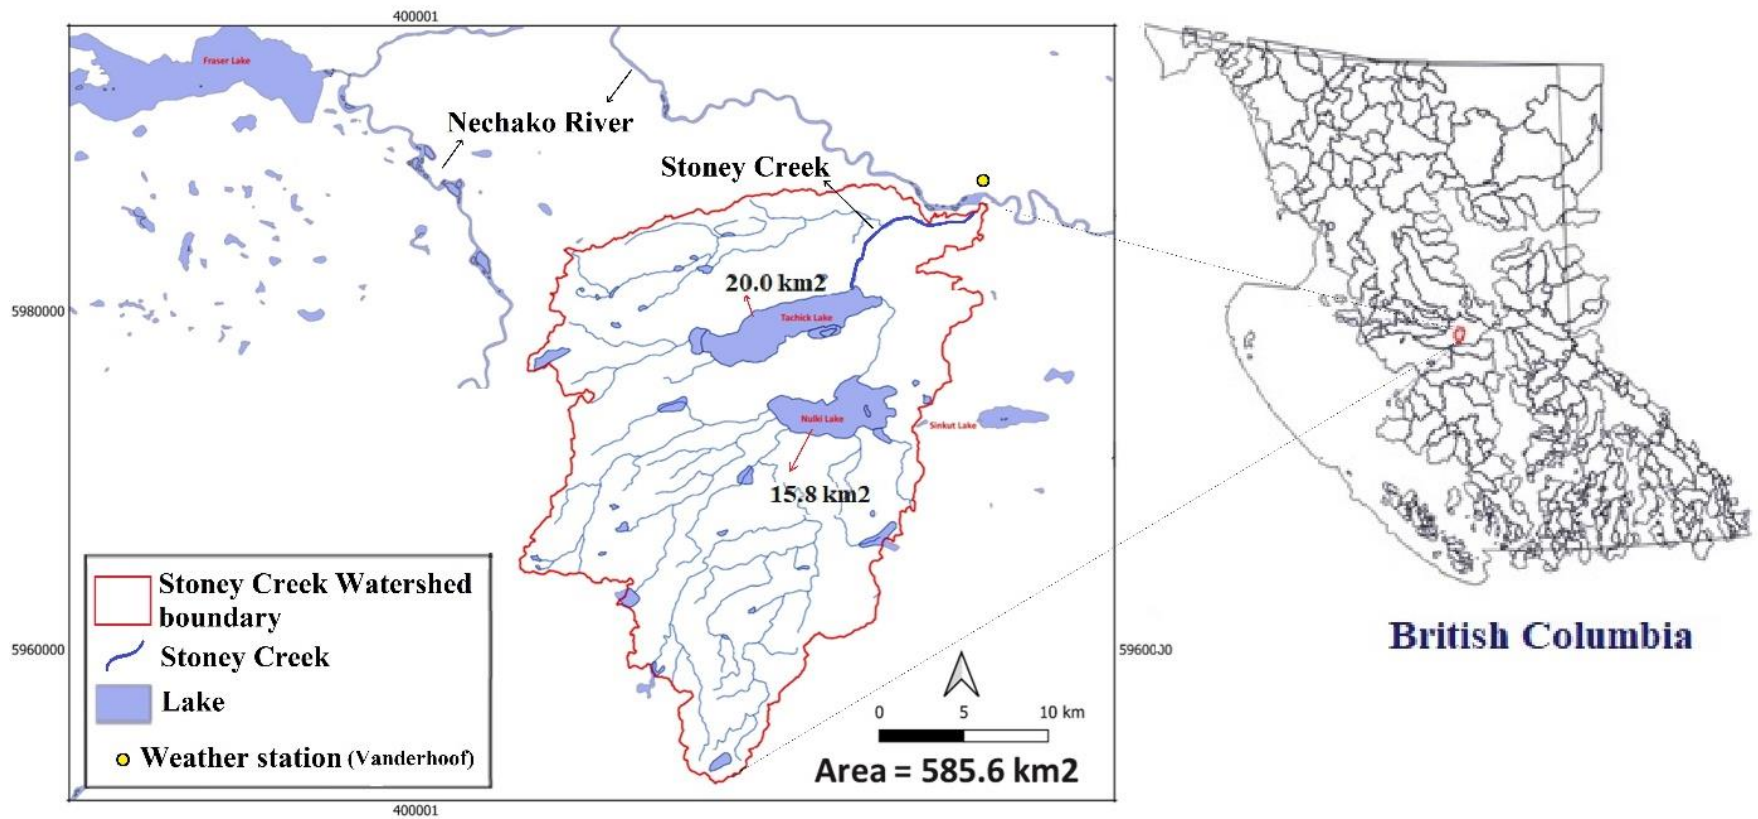 400001
Fraser Lake
Nechako River
Stoney Creek
20.0 km2
Tachick Lake
5980000
Nulki Lake
Sinkut Lake
15.8 km2
Stoney Creek Watershed
boundary
Stoney Creek
Lake
Weather station (Vanderhoof)
5960000
5960000
0 5 10 km
Area = 585.6 km2
400001
British Columbia